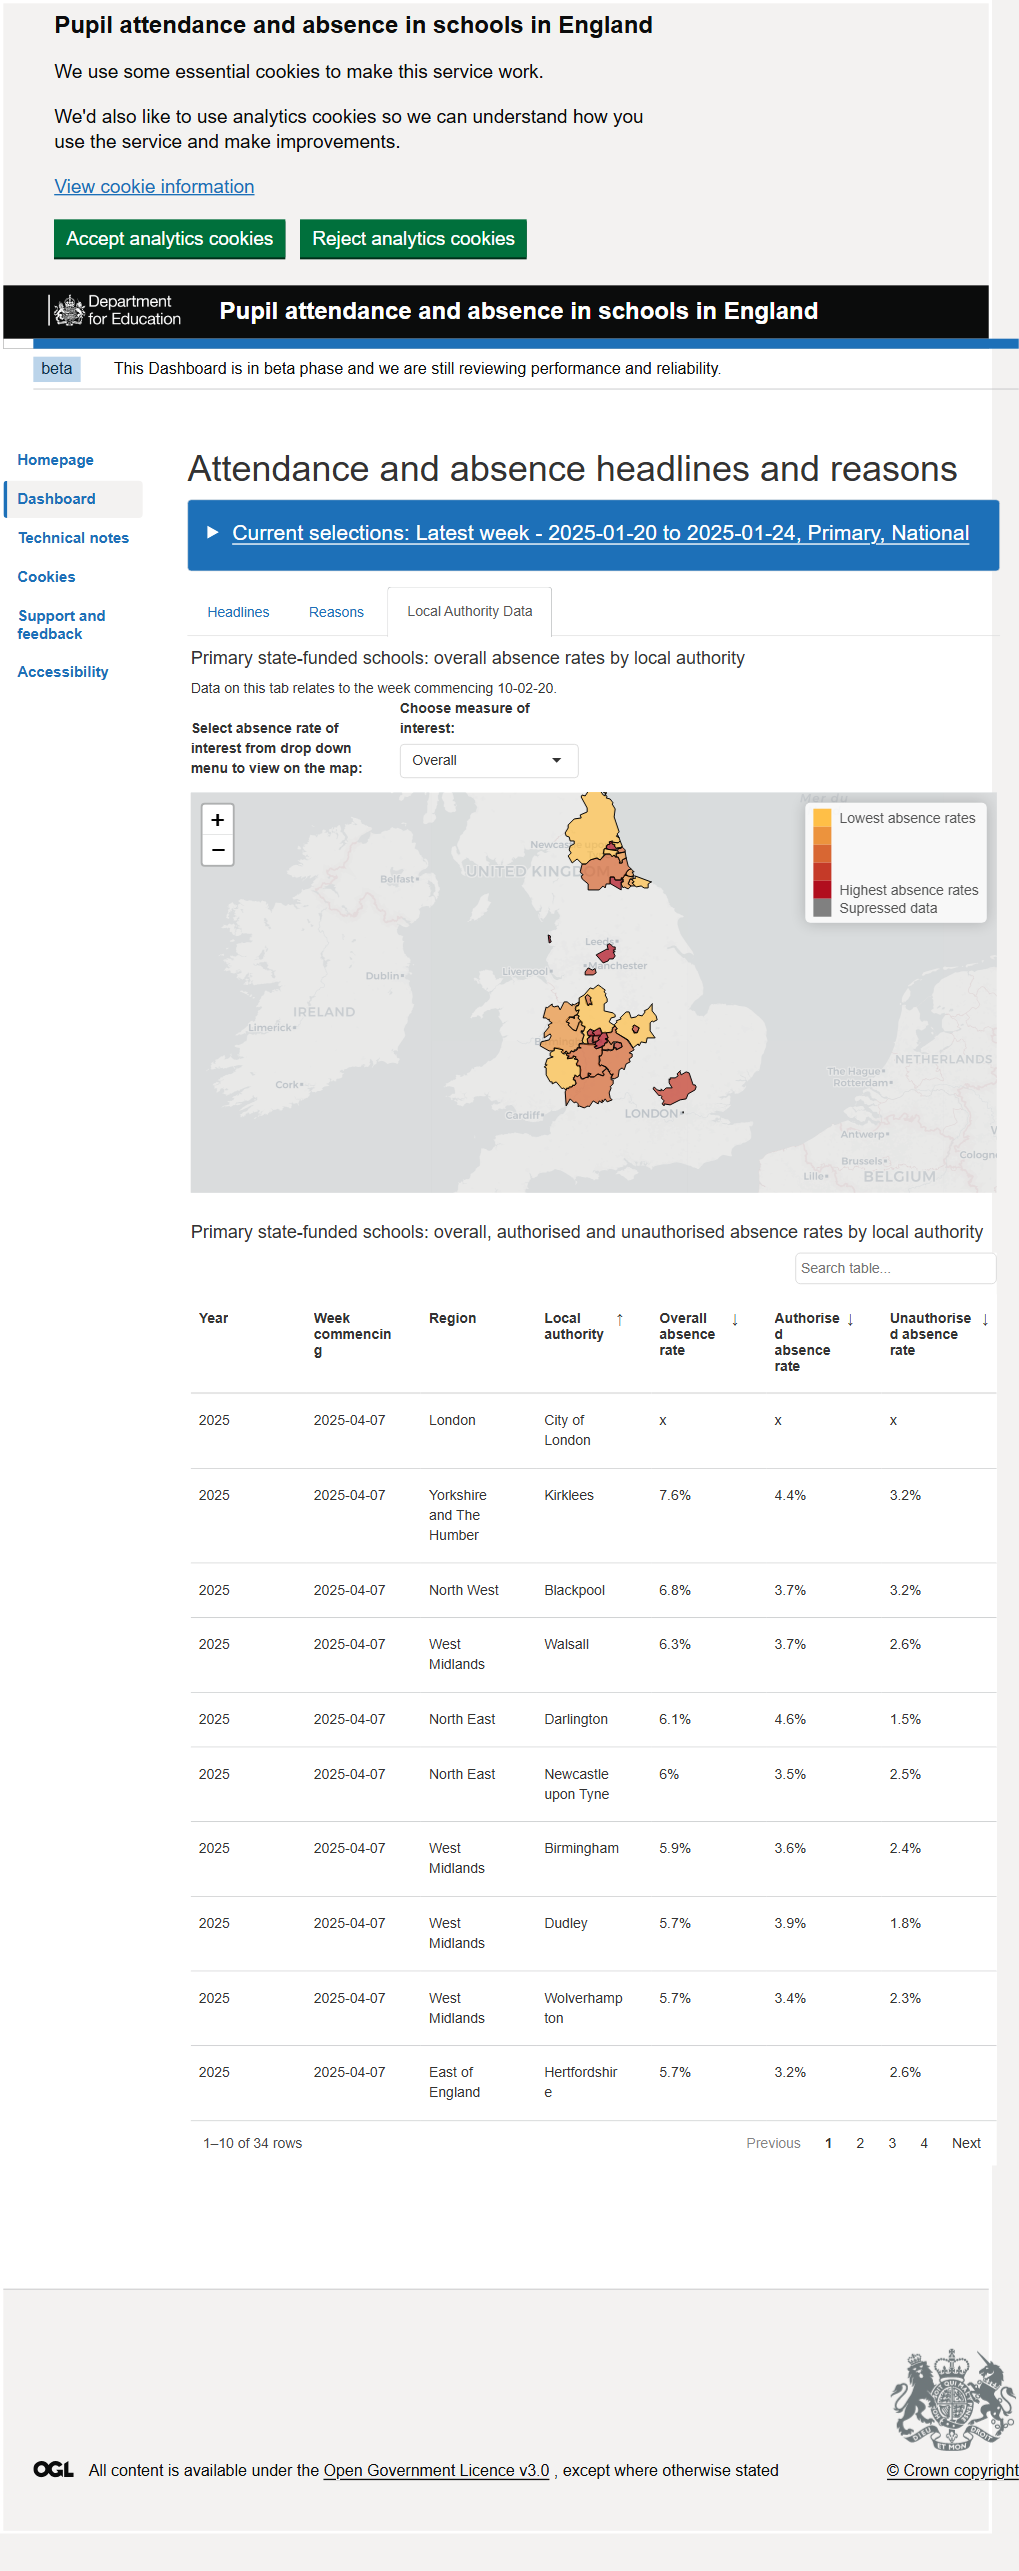 Pupil attendance and absence in schools in England
We use some essential cookies to make this service work.
We'd also like to use analytics cookies so we can understand how you
use the service and make improvements.
View cookie information
Accept analytics cookies
Reject analytics cookies
Department
for Education
Pupil attendance and absence in schools in England
beta
This Dashboard is in beta phase and we are still reviewing performance and reliability.
Homepage
Dashboard
Technical notes
Cookies
Support and
feedback
Accessibility
Attendance and absence headlines and reasons
Current selections: Latest week - 2025-01-20 to 2025-01-24, Primary, National
Headlines
Reasons
Local Authority Data
Primary state-funded schools: overall absence rates by local authority
Data on this tab relates to the week commencing 10-02-20.
Select absence rate of
interest from drop down
menu to view on the map:
Choose measure of
interest:
Overall
+
−
Lowest absence rates
Highest absence rates
Supressed data
UNITED
Belfast
Leeds
Manchester
Liverpool
Dublin
IRELAND
Limerick
Cork
Cardiff
LONDON
NETHERLANDS
The Hague
Rotterdam
Antwerp
Brussels
Cologn
Lille
BELGIUM
Primary state-funded schools: overall, authorised and unauthorised absence rates by local authority
Search table...
Year
Week
commencin
g
Region
Local
authority
↑
Overall
absence
rate
↓
Authorise
d
absence
rate
↓
Unauthorise
d absence
rate
↓
2025 2025-04-07 London City of x x x
London
2025 2025-04-07 Yorkshire Kirklees 7.6% 4.4% 3.2%
and The
Humber
2025 2025-04-07 North West Blackpool 6.8% 3.7% 3.2%
2025 2025-04-07 West Walsall 6.3% 3.7% 2.6%
Midlands
2025 2025-04-07 North East Darlington 6.1% 4.6% 1.5%
2025 2025-04-07 North East Newcastle 6% 3.5% 2.5%
upon Tyne
2025 2025-04-07 West Birmingham 5.9% 3.6% 2.4%
Midlands
2025 2025-04-07 West Dudley 5.7% 3.9% 1.8%
Midlands
2025 2025-04-07 West Wolverhamp 5.7% 3.4% 2.3%
Midlands ton
2025 2025-04-07 East of Hertfordshir 5.7% 3.2% 2.6%
England e
1–10 of 34 rows
Previous 1 2 3 4 Next
OGL
All content is available under the Open Government Licence v3.0 , except where otherwise stated
© Crown copyright